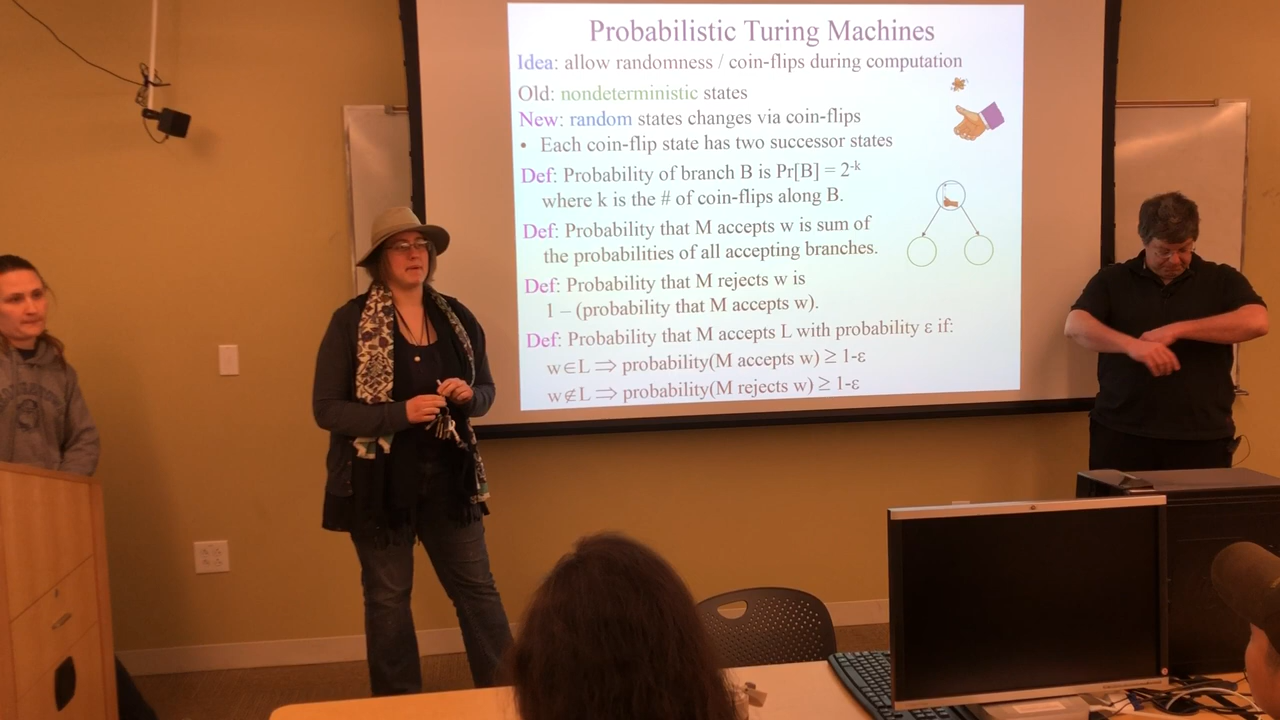 Probabilistic Turing Machines
Idea: allow randomness / coin-flips during computation
Old: nondeterministic states
New: random states changes via coin-flips
• Each coin-flip state has two successor states
Def: Probability of branch B is Pr[B] = 2⁻ᵏ
where k is the # of coin-flips along B.
Def: Probability that M accepts w is sum of
the probabilities of all accepting branches.
Def: Probability that M rejects w is
1 – (probability that M accepts w).
Def: Probability that M accepts L with probability ε if:
w∈L ⇒ probability(M accepts w) ≥ 1-ε
w∉L ⇒ probability(M rejects w) ≥ 1-ε